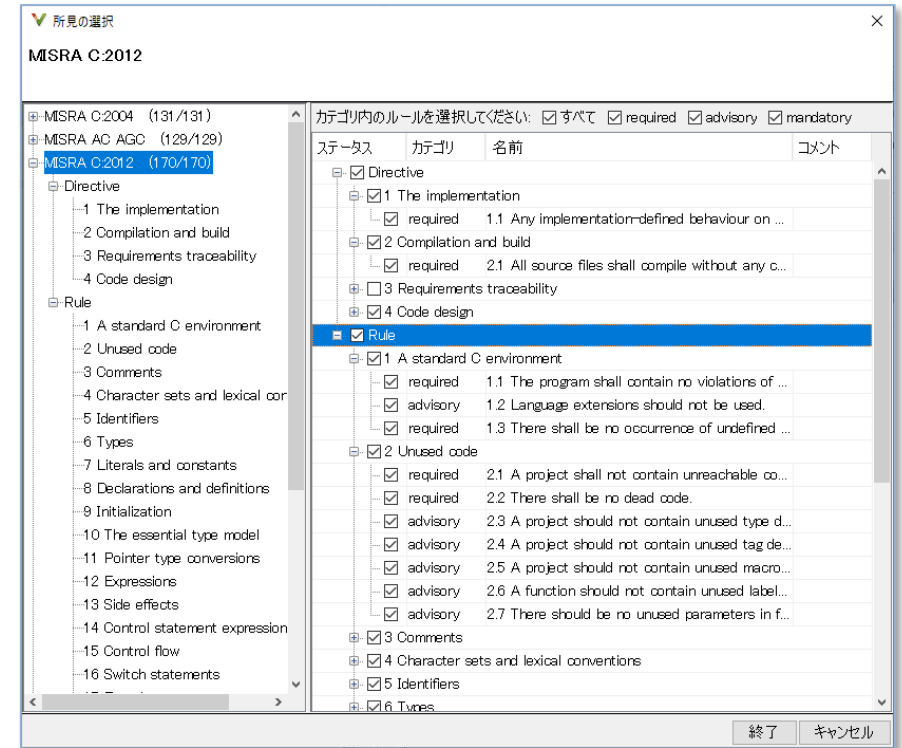 所見の選択
MISRA C:2012
MISRA C:2004 (131/131)
MISRA AC AGC (129/129)
MISRA C:2012 (170/170)
Directive
1 The implementation
2 Compilation and build
3 Requirements traceability
4 Code design
Rule
1 A standard C environment
2 Unused code
3 Comments
4 Character sets and lexical cor
5 Identifiers
6 Types
7 Literals and constants
8 Declarations and definitions
9 Initialization
10 The essential type model
11 Pointer type conversions
12 Expressions
13 Side effects
14 Control statement expression
15 Control flow
16 Switch statements
カテゴリ内のルールを選択してください: すべて required advisory mandatory
ステータス カテゴリ 名前 コメント
Directive
1 The implementation
required 1.1 Any implementation-defined behaviour on ...
2 Compilation and build
required 2.1 All source files shall compile without any c...
3 Requirements traceability
4 Code design
Rule
1 A standard C environment
required 1.1 The program shall contain no violations of ...
advisory 1.2 Language extensions should not be used.
required 1.3 There shall be no occurrence of undefined ...
2 Unused code
required 2.1 A project shall not contain unreachable co...
required 2.2 There shall be no dead code.
advisory 2.3 A project should not contain unused type d...
advisory 2.4 A project should not contain unused tag de...
advisory 2.5 A project should not contain unused macro...
advisory 2.6 A function should not contain unused label...
advisory 2.7 There should be no unused parameters in f...
3 Comments
4 Character sets and lexical conventions
5 Identifiers
6 Types
終了 キャンセル